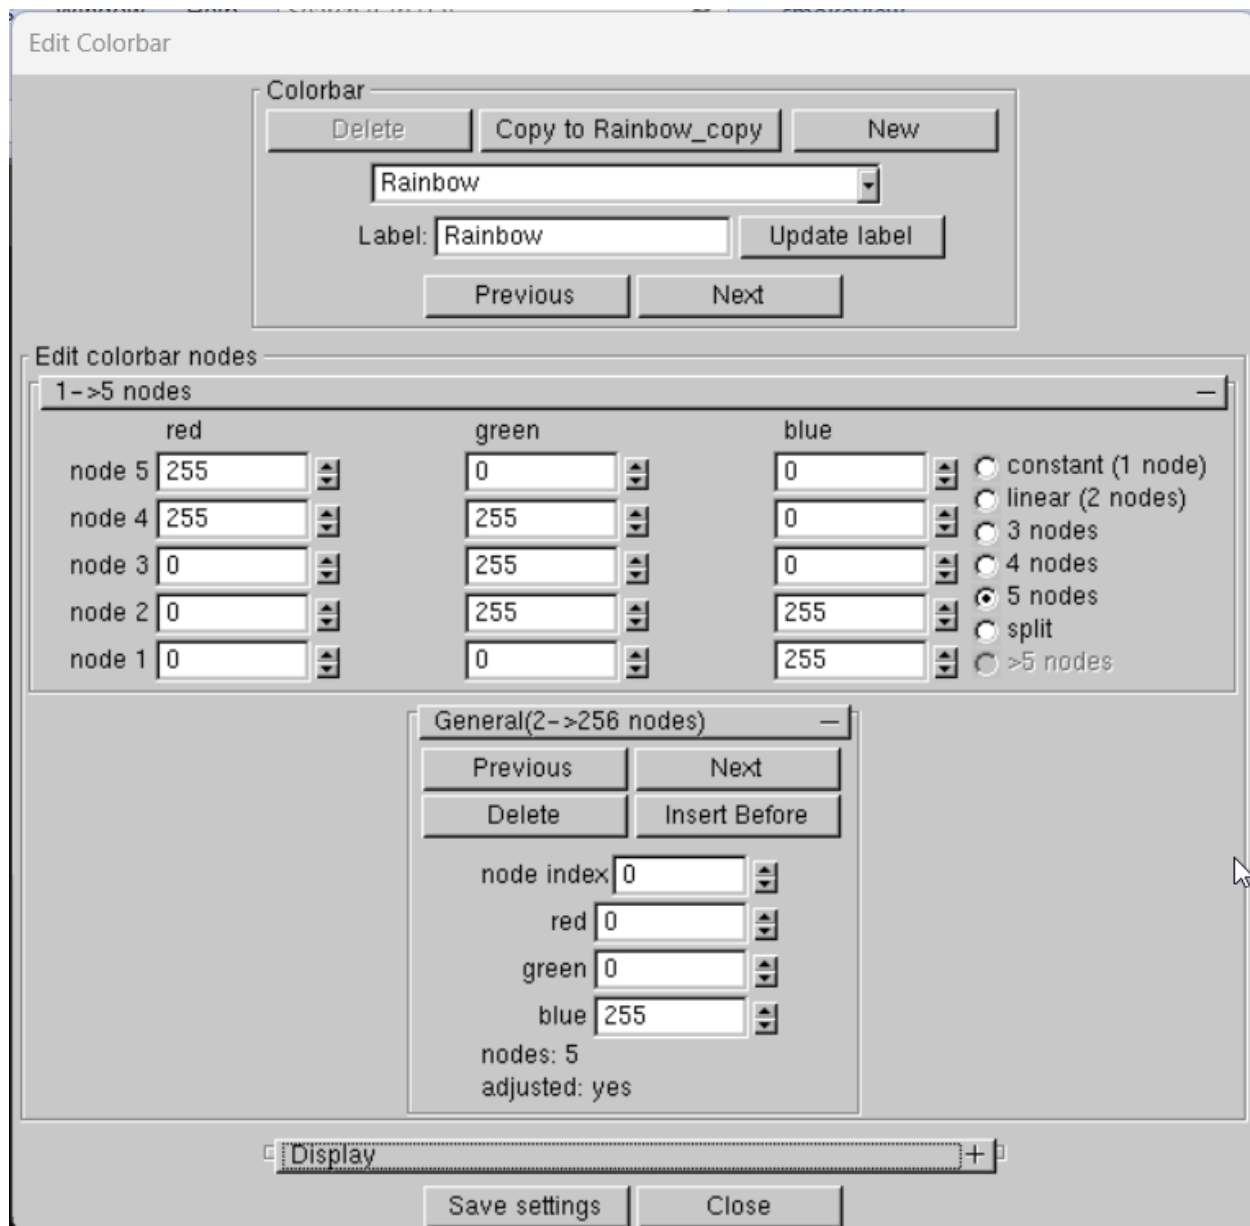 Edit Colorbar
Colorbar
Delete Copy to Rainbow_copy New
Rainbow
Label: Rainbow Update label
Previous Next
Edit colorbar nodes
1->5 nodes
red green blue
node 5 255 0 0 constant (1 node)
linear (2 nodes)
node 4 255 255 0 3 nodes
node 3 0 255 0 4 nodes
node 2 0 255 255 5 nodes
split
node 1 0 0 255 >5 nodes
General(2->256 nodes)
Previous Next
Delete Insert Before
node index 0
red 0
green 0
blue 255
nodes: 5
adjusted: yes
Display
Save settings Close